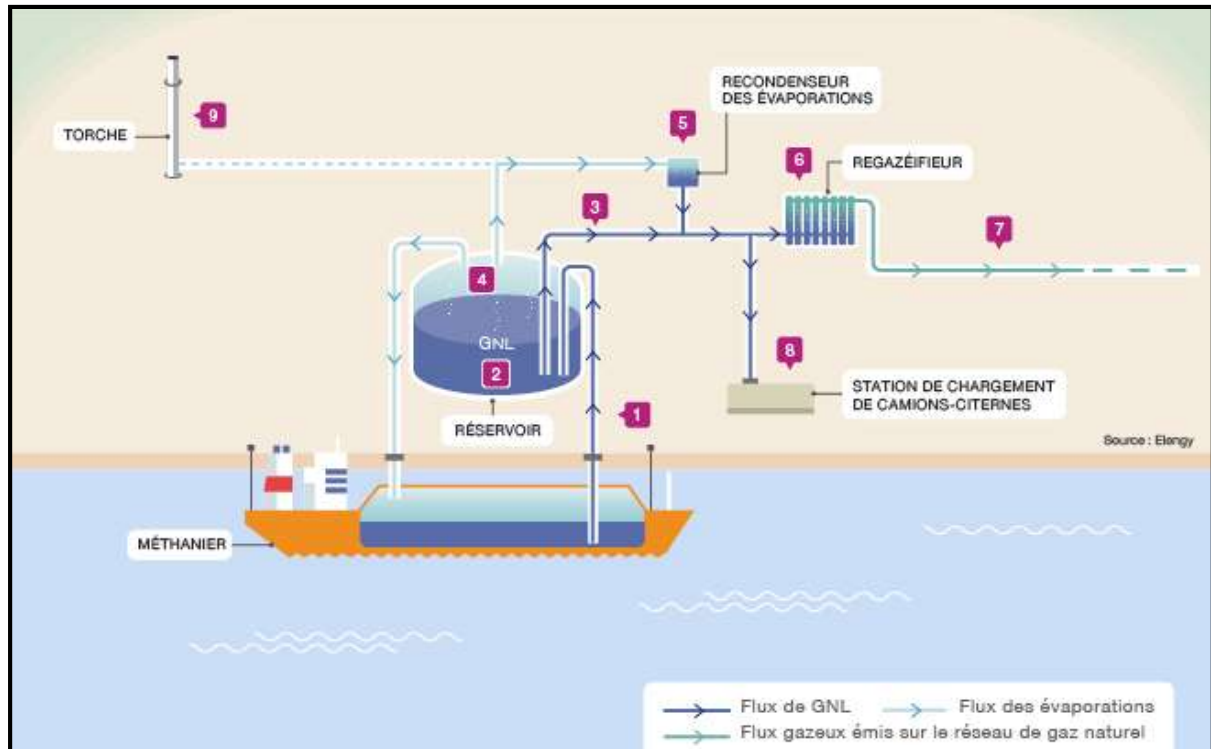 TORCHE
9
RECONDENSEUR
DES ÉVAPORATIONS
5
6
REGAZÉIFIEUR
3
7
4
GNL
2
RÉSERVOIR
1
8
STATION DE CHARGEMENT
DE CAMIONS-CITERNES
Source : Elengy
MÉTHANIER
Flux de GNL
Flux des évaporations
Flux gazeux émis sur le réseau de gaz naturel